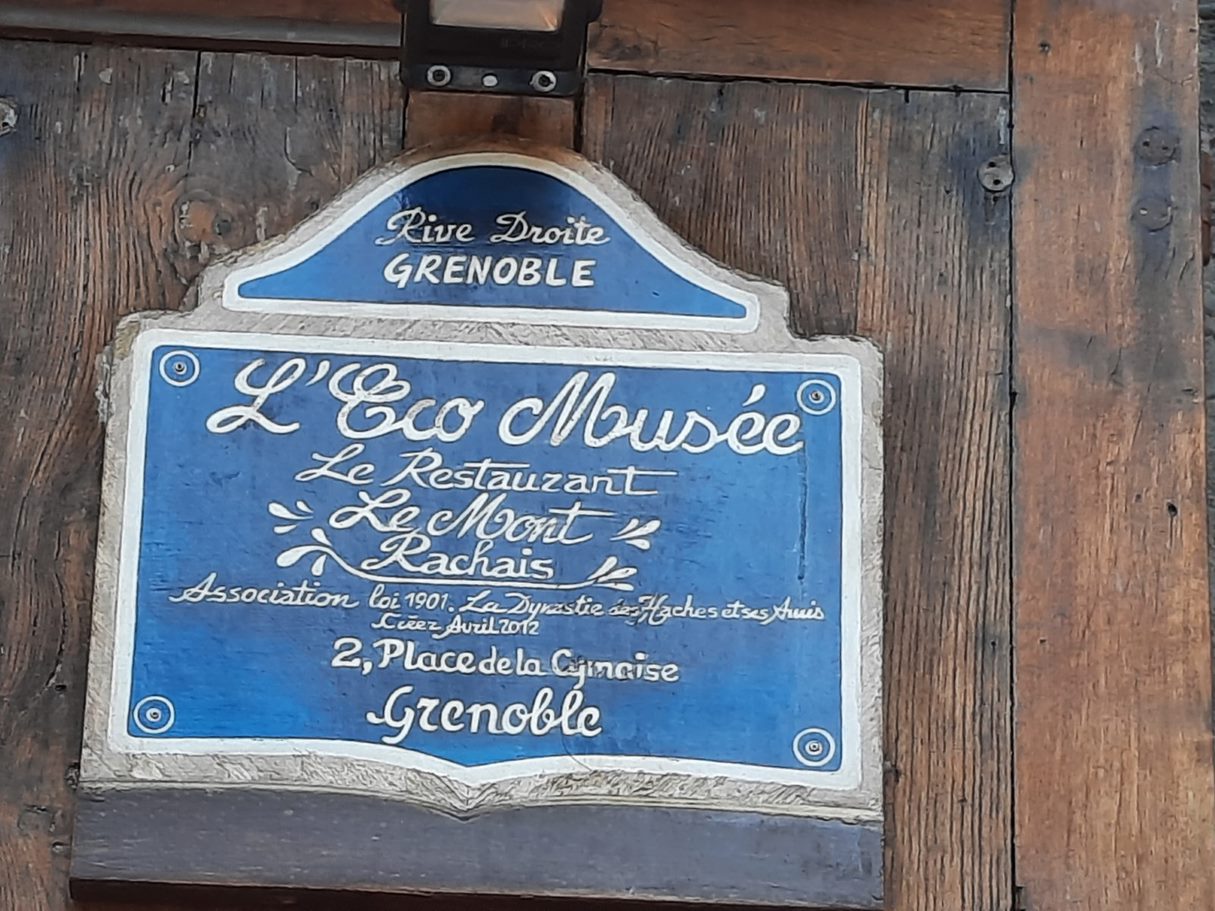 Rive Droite
GRENOBLE
L'Eco Musée
Le Restaurant
Le Mont
Rachais
Association loi 1901. La Dynastie des Haches et ses Amis
Créer Avril 2012
2, Place de la Cymaise
Grenoble